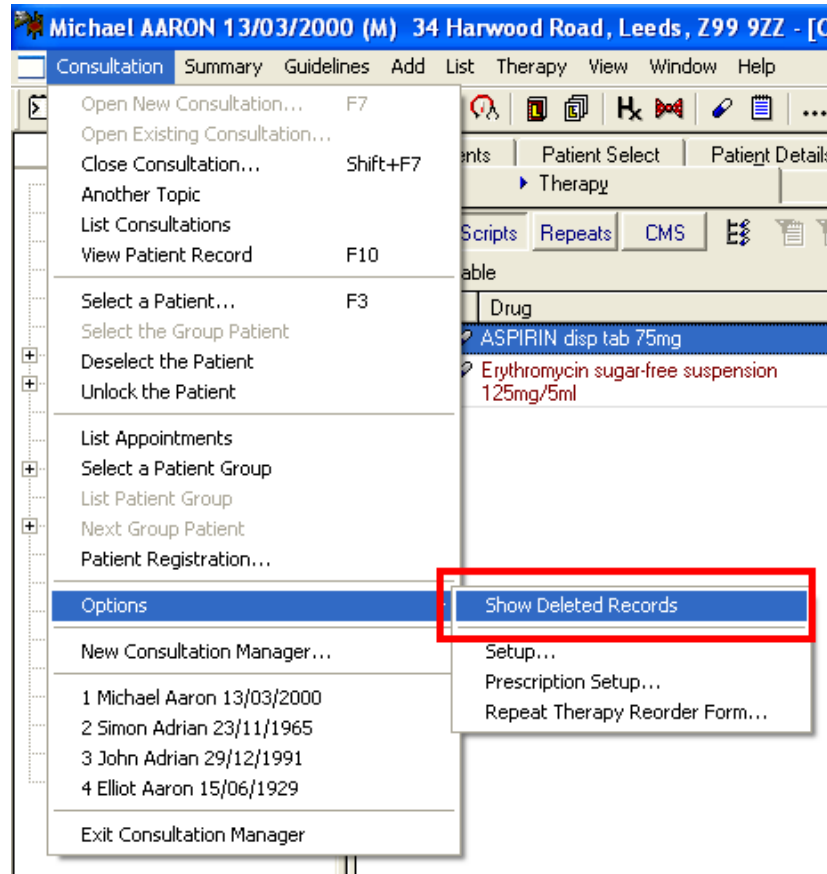 Michael AARON 13/03/2000 (M) 34 Harwood Road, Leeds, Z99 9ZZ - [C
Consultation Summary Guidelines Add List Therapy View Window Help
Open New Consultation... F7
Open Existing Consultation...
Close Consultation... Shift+F7
Another Topic
List Consultations
View Patient Record F10
Select a Patient... F3
Select the Group Patient
Deselect the Patient
Unlock the Patient
List Appointments
Select a Patient Group
List Patient Group
Next Group Patient
Patient Registration...
Options
New Consultation Manager...
1 Michael Aaron 13/03/2000
2 Simon Adrian 23/11/1965
3 John Adrian 29/12/1991
4 Elliot Aaron 15/06/1929
Exit Consultation Manager
Hx ...
ents Patient Select Patient Details
Therapy
Scripts Repeats CMS
able
Drug
ASPIRIN disp tab 75mg
Erythromycin sugar-free suspension
125mg/5ml
Show Deleted Records
Setup...
Prescription Setup...
Repeat Therapy Reorder Form...